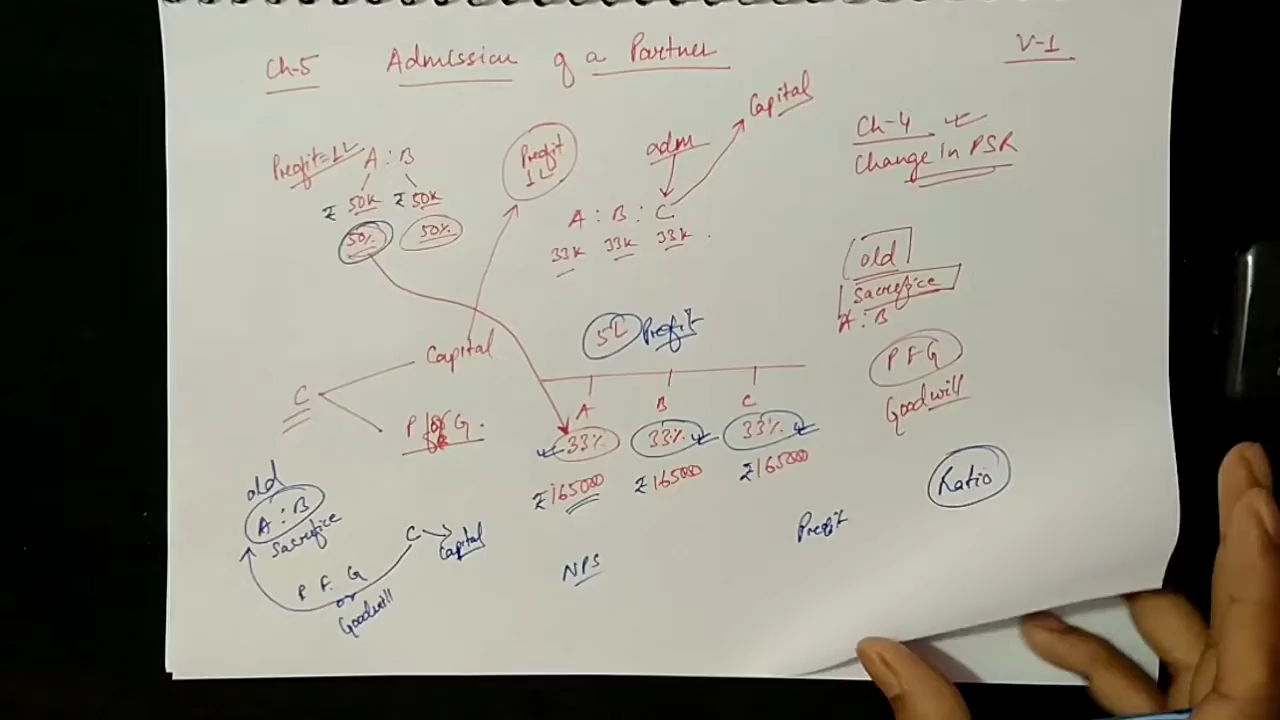 Ch-5 Admission of a Partner V-1
Profit=1L A : B
₹ 50K ₹ 50K
50% 50%
Profit
1L
adm
Capital
A : B : C
33K 33K 33K
Ch-4
Change in PSR
old
Sacrifice
A : B
P F G
Goodwill
5L Profit
C
Capital
P for G.
A B C
33% 33% 33%
₹165000 ₹165000 ₹165000
Ratio
old
A : B
Sacrifice
C Capital
P F. G
or
Goodwill
NPS
Profit